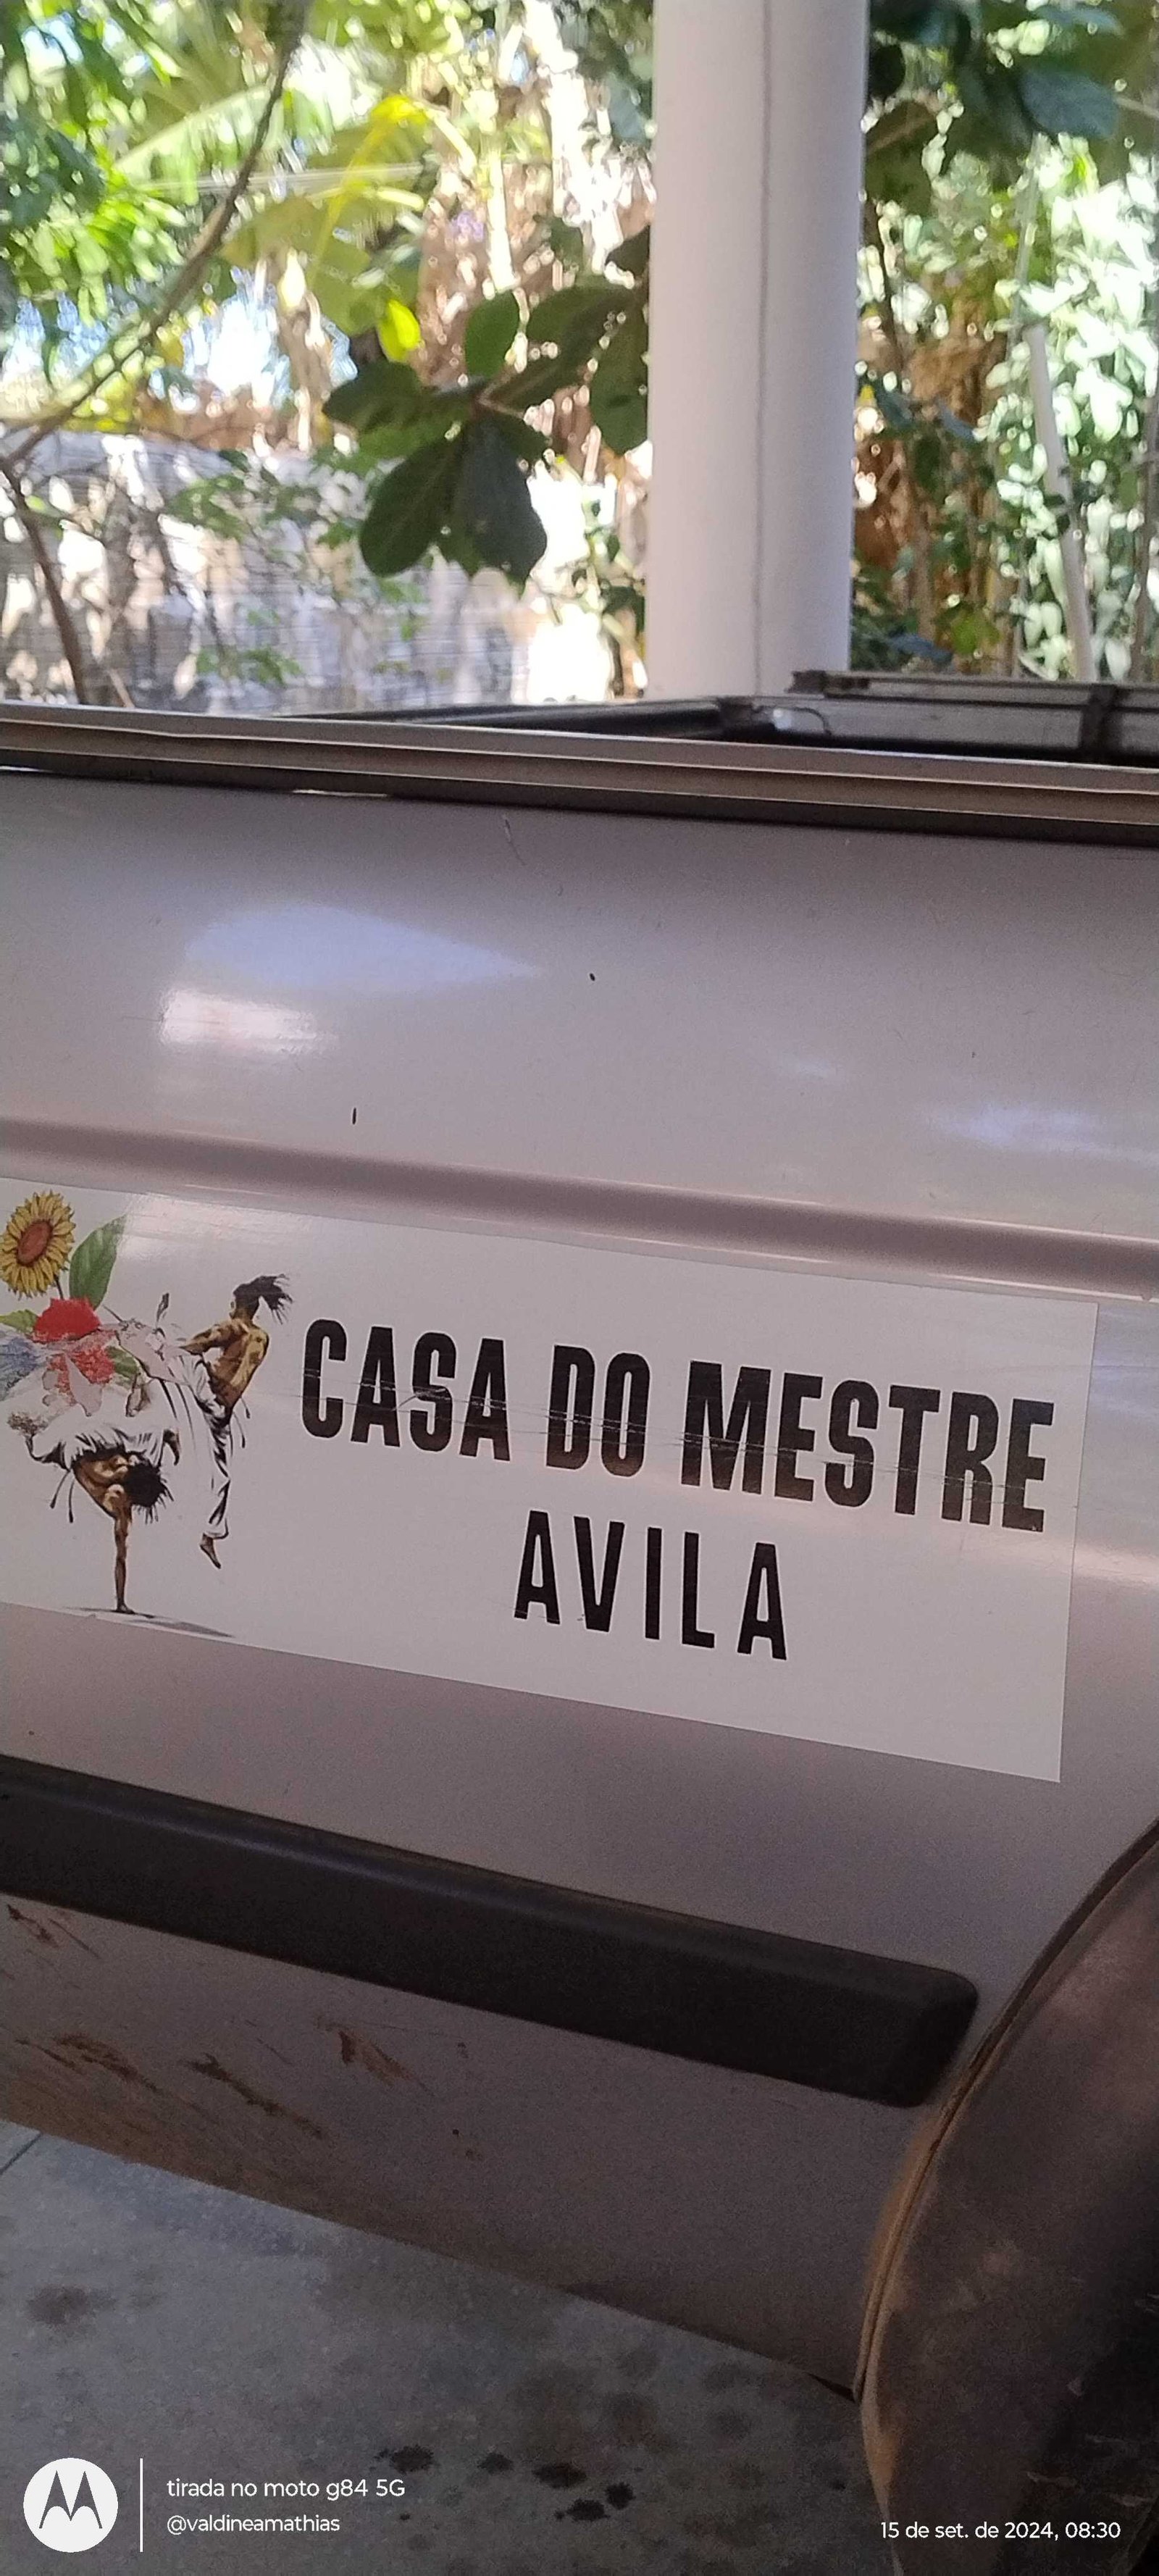 CASA DO MESTRE
AVILA
tirada no moto g84 5G
@valdineamathias
15 de set. de 2024, 08:30